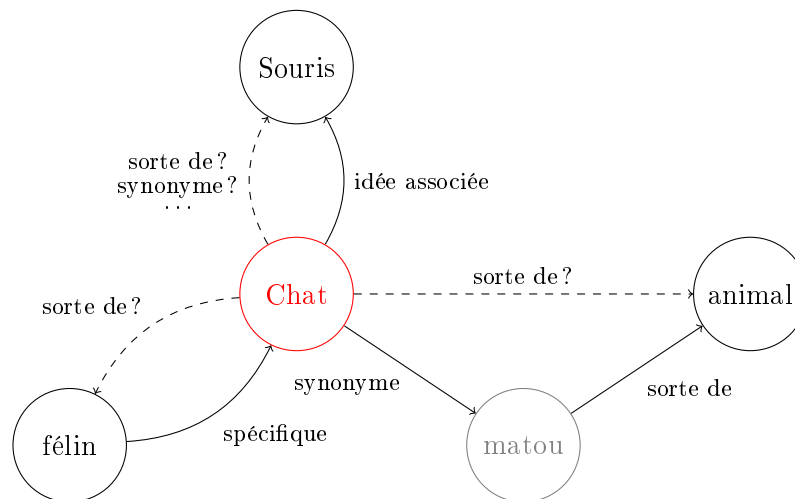 Souris
sorte de ?
synonyme ?
...
idée associée
Chat
sorte de ?
animal
sorte de ?
synonyme
sorte de
félin
spécifique
matou